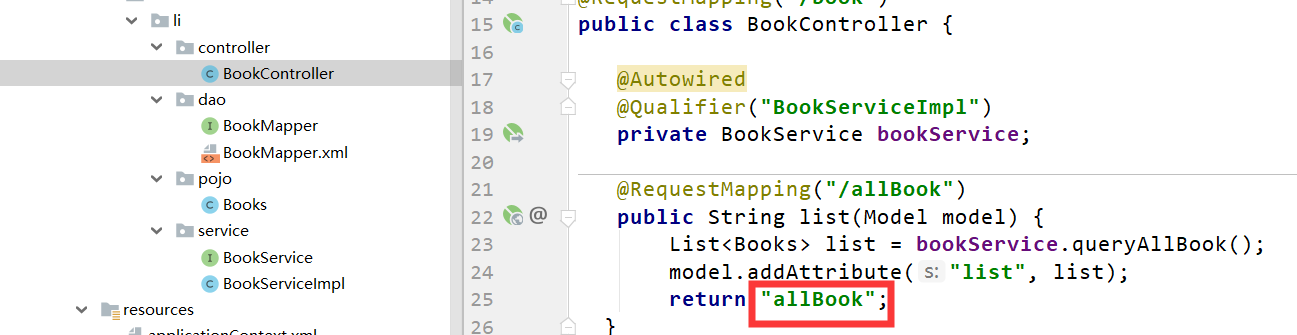 li
controller
BookController
dao
BookMapper
BookMapper.xml
pojo
Books
service
BookService
BookServiceImpl
resources
applicationContext.xml
14 @RequestMapping("/book")
15 public class BookController {
16
17 @Autowired
18 @Qualifier("BookServiceImpl")
19 private BookService bookService;
20
21 @RequestMapping("/allBook")
22 @ public String list(Model model) {
23 List<Books> list = bookService.queryAllBook();
24 model.addAttribute( s: "list", list);
25 return "allBook";
26 }